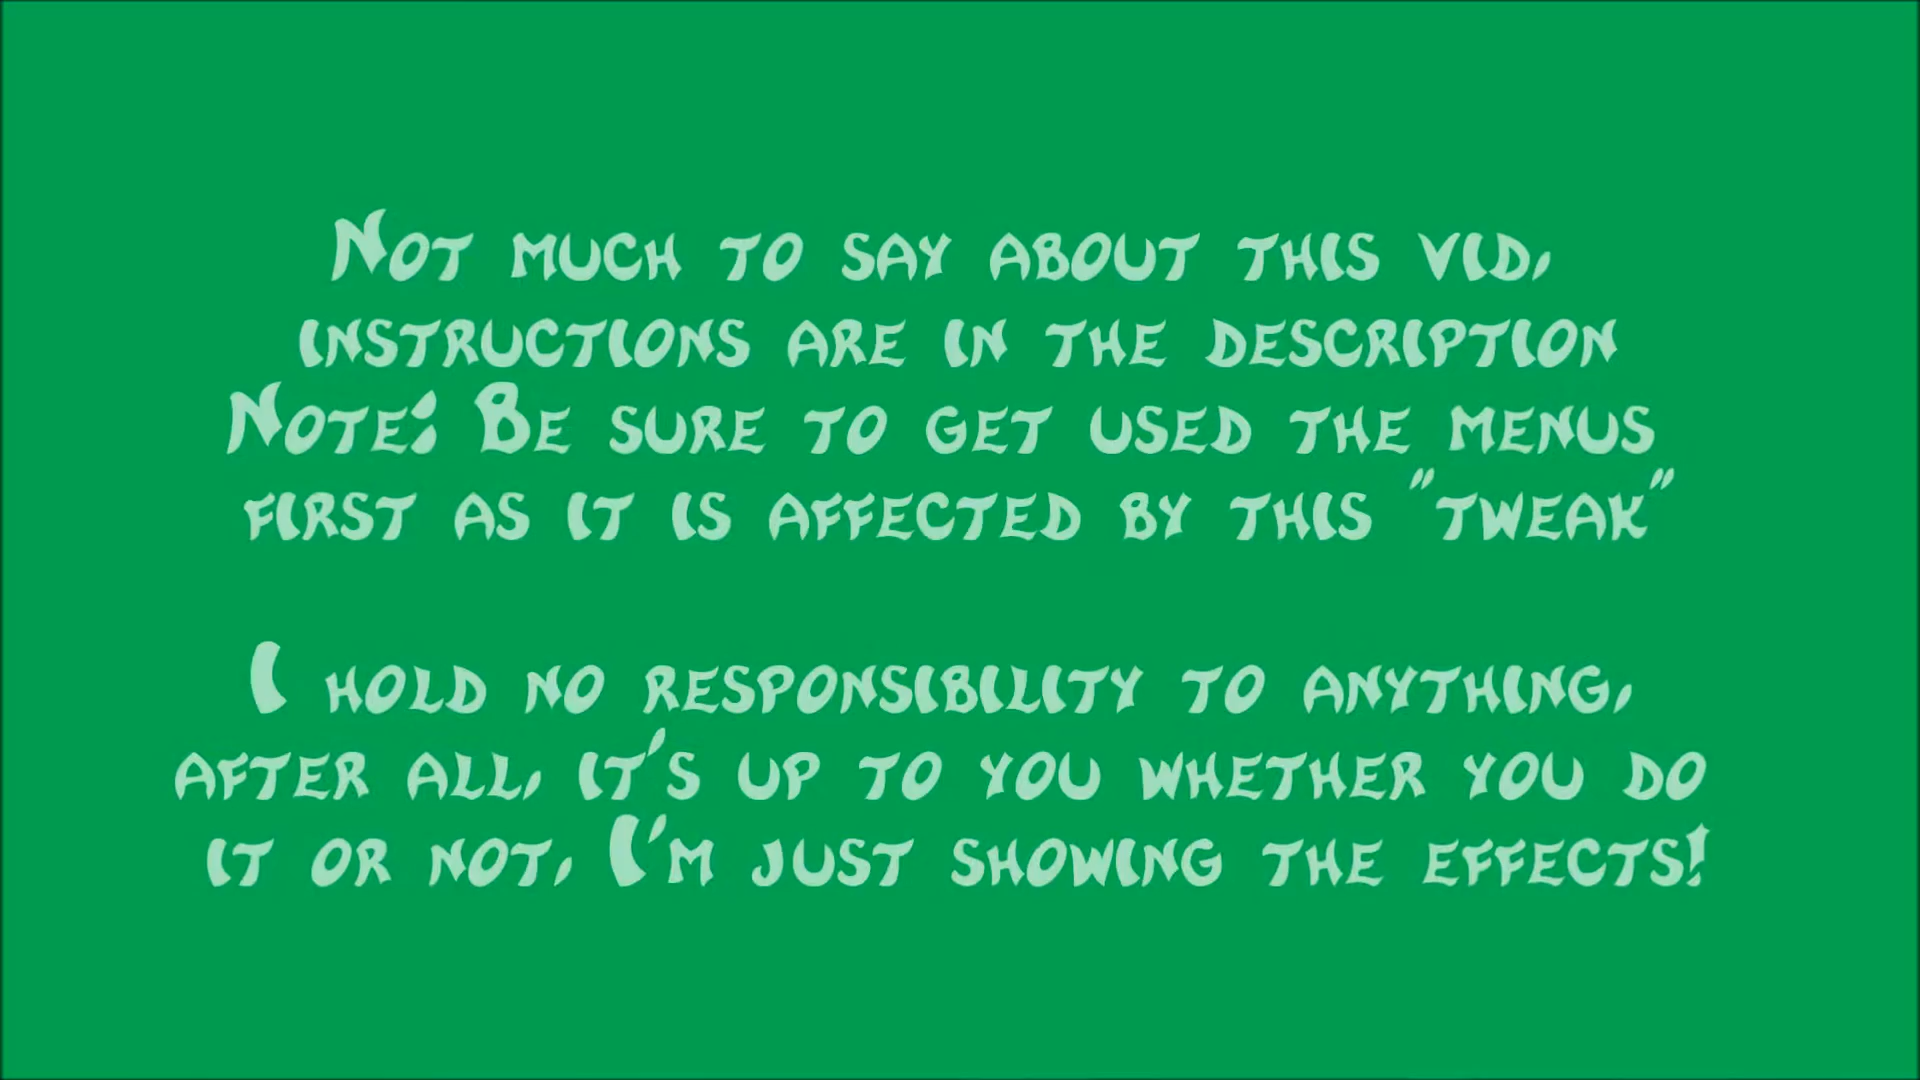 Not much to say about this vid,
instructions are in the description
Note: Be sure to get used the menus
first as it is affected by this "tweak"
I hold no responsibility to anything,
after all, it's up to you whether you do
it or not, I'm just showing the effects!